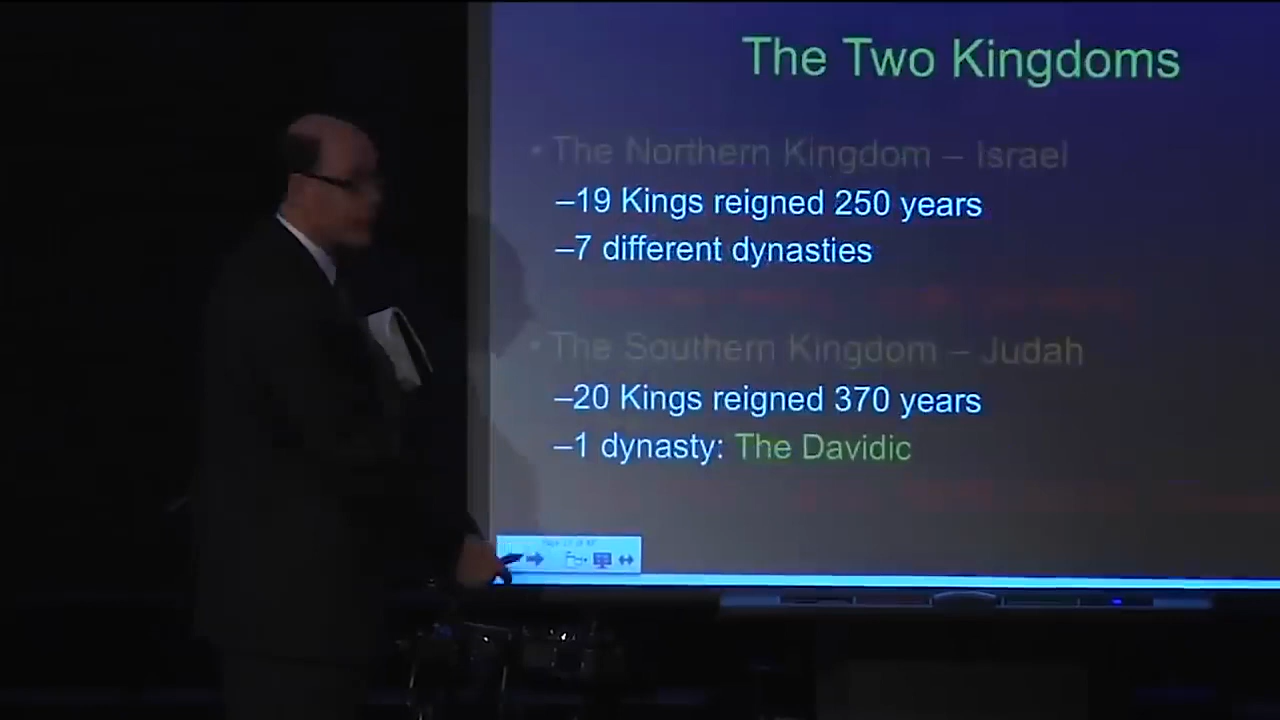 The Two Kingdoms
• The Northern Kingdom – Israel
–19 Kings reigned 250 years
–7 different dynasties
• The Southern Kingdom – Judah
–20 Kings reigned 370 years
–1 dynasty: The Davidic